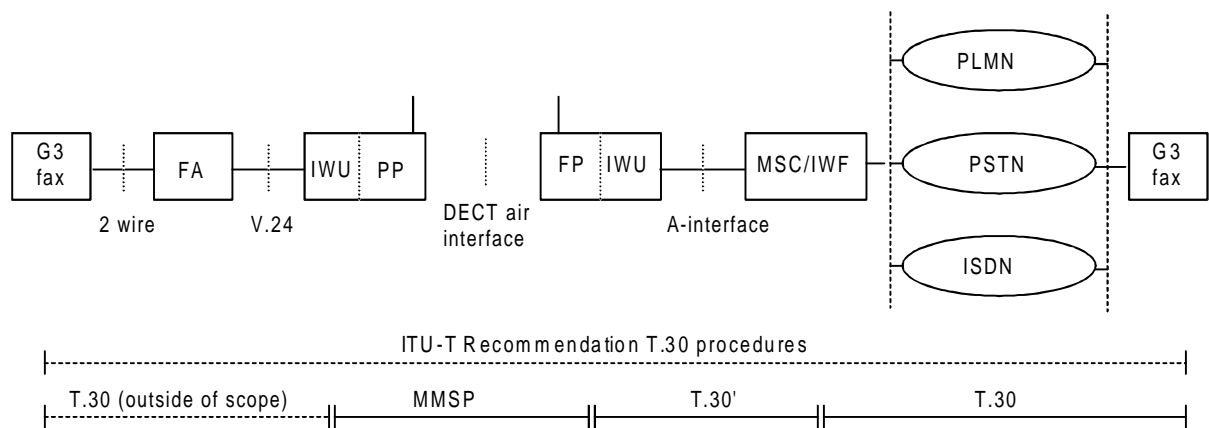 PLMN
G3
fax
FA
IWU
PP
FP
IWU
MSC/IWF
PSTN
G3
fax
2 wire
V.24
DECT air
interface
A-interface
ISDN
ITU-T Recommendation T.30 procedures
T.30 (outside of scope)
MMSP
T.30'
T.30